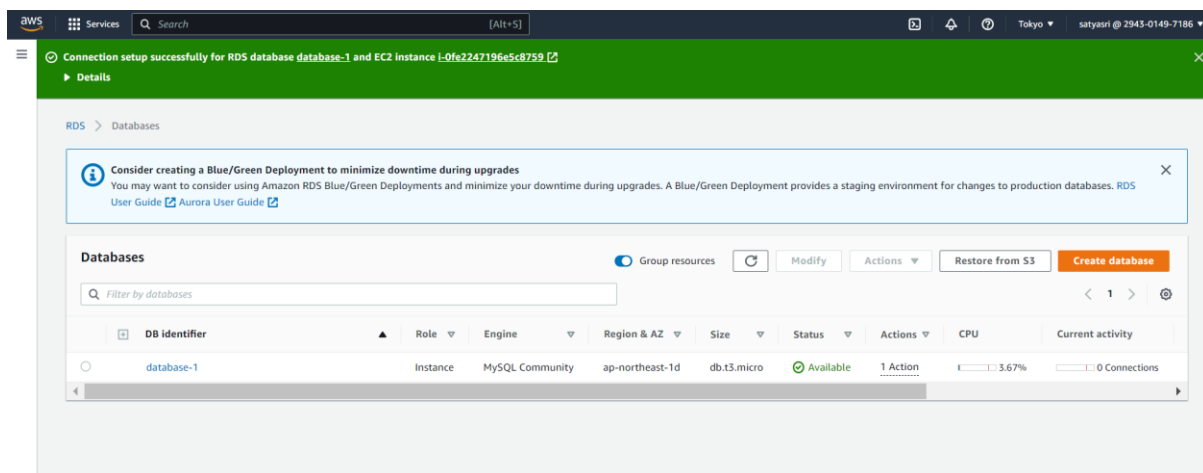 aws Services Search [Alt+S] Tokyo satyasri @ 2943-0149-7186
Connection setup successfully for RDS database database-1 and EC2 instance i-0fe2247196e5c8759
Details
RDS > Databases
Consider creating a Blue/Green Deployment to minimize downtime during upgrades
You may want to consider using Amazon RDS Blue/Green Deployments and minimize your downtime during upgrades. A Blue/Green Deployment provides a staging environment for changes to production databases. RDS
User Guide Aurora User Guide
Databases Group resources Modify Actions Restore from S3 Create database
Filter by databases < 1 >
DB identifier Role Engine Region & AZ Size Status Actions CPU Current activity
database-1 Instance MySQL Community ap-northeast-1d db.t3.micro Available 1 Action 3.67% 0 Connections